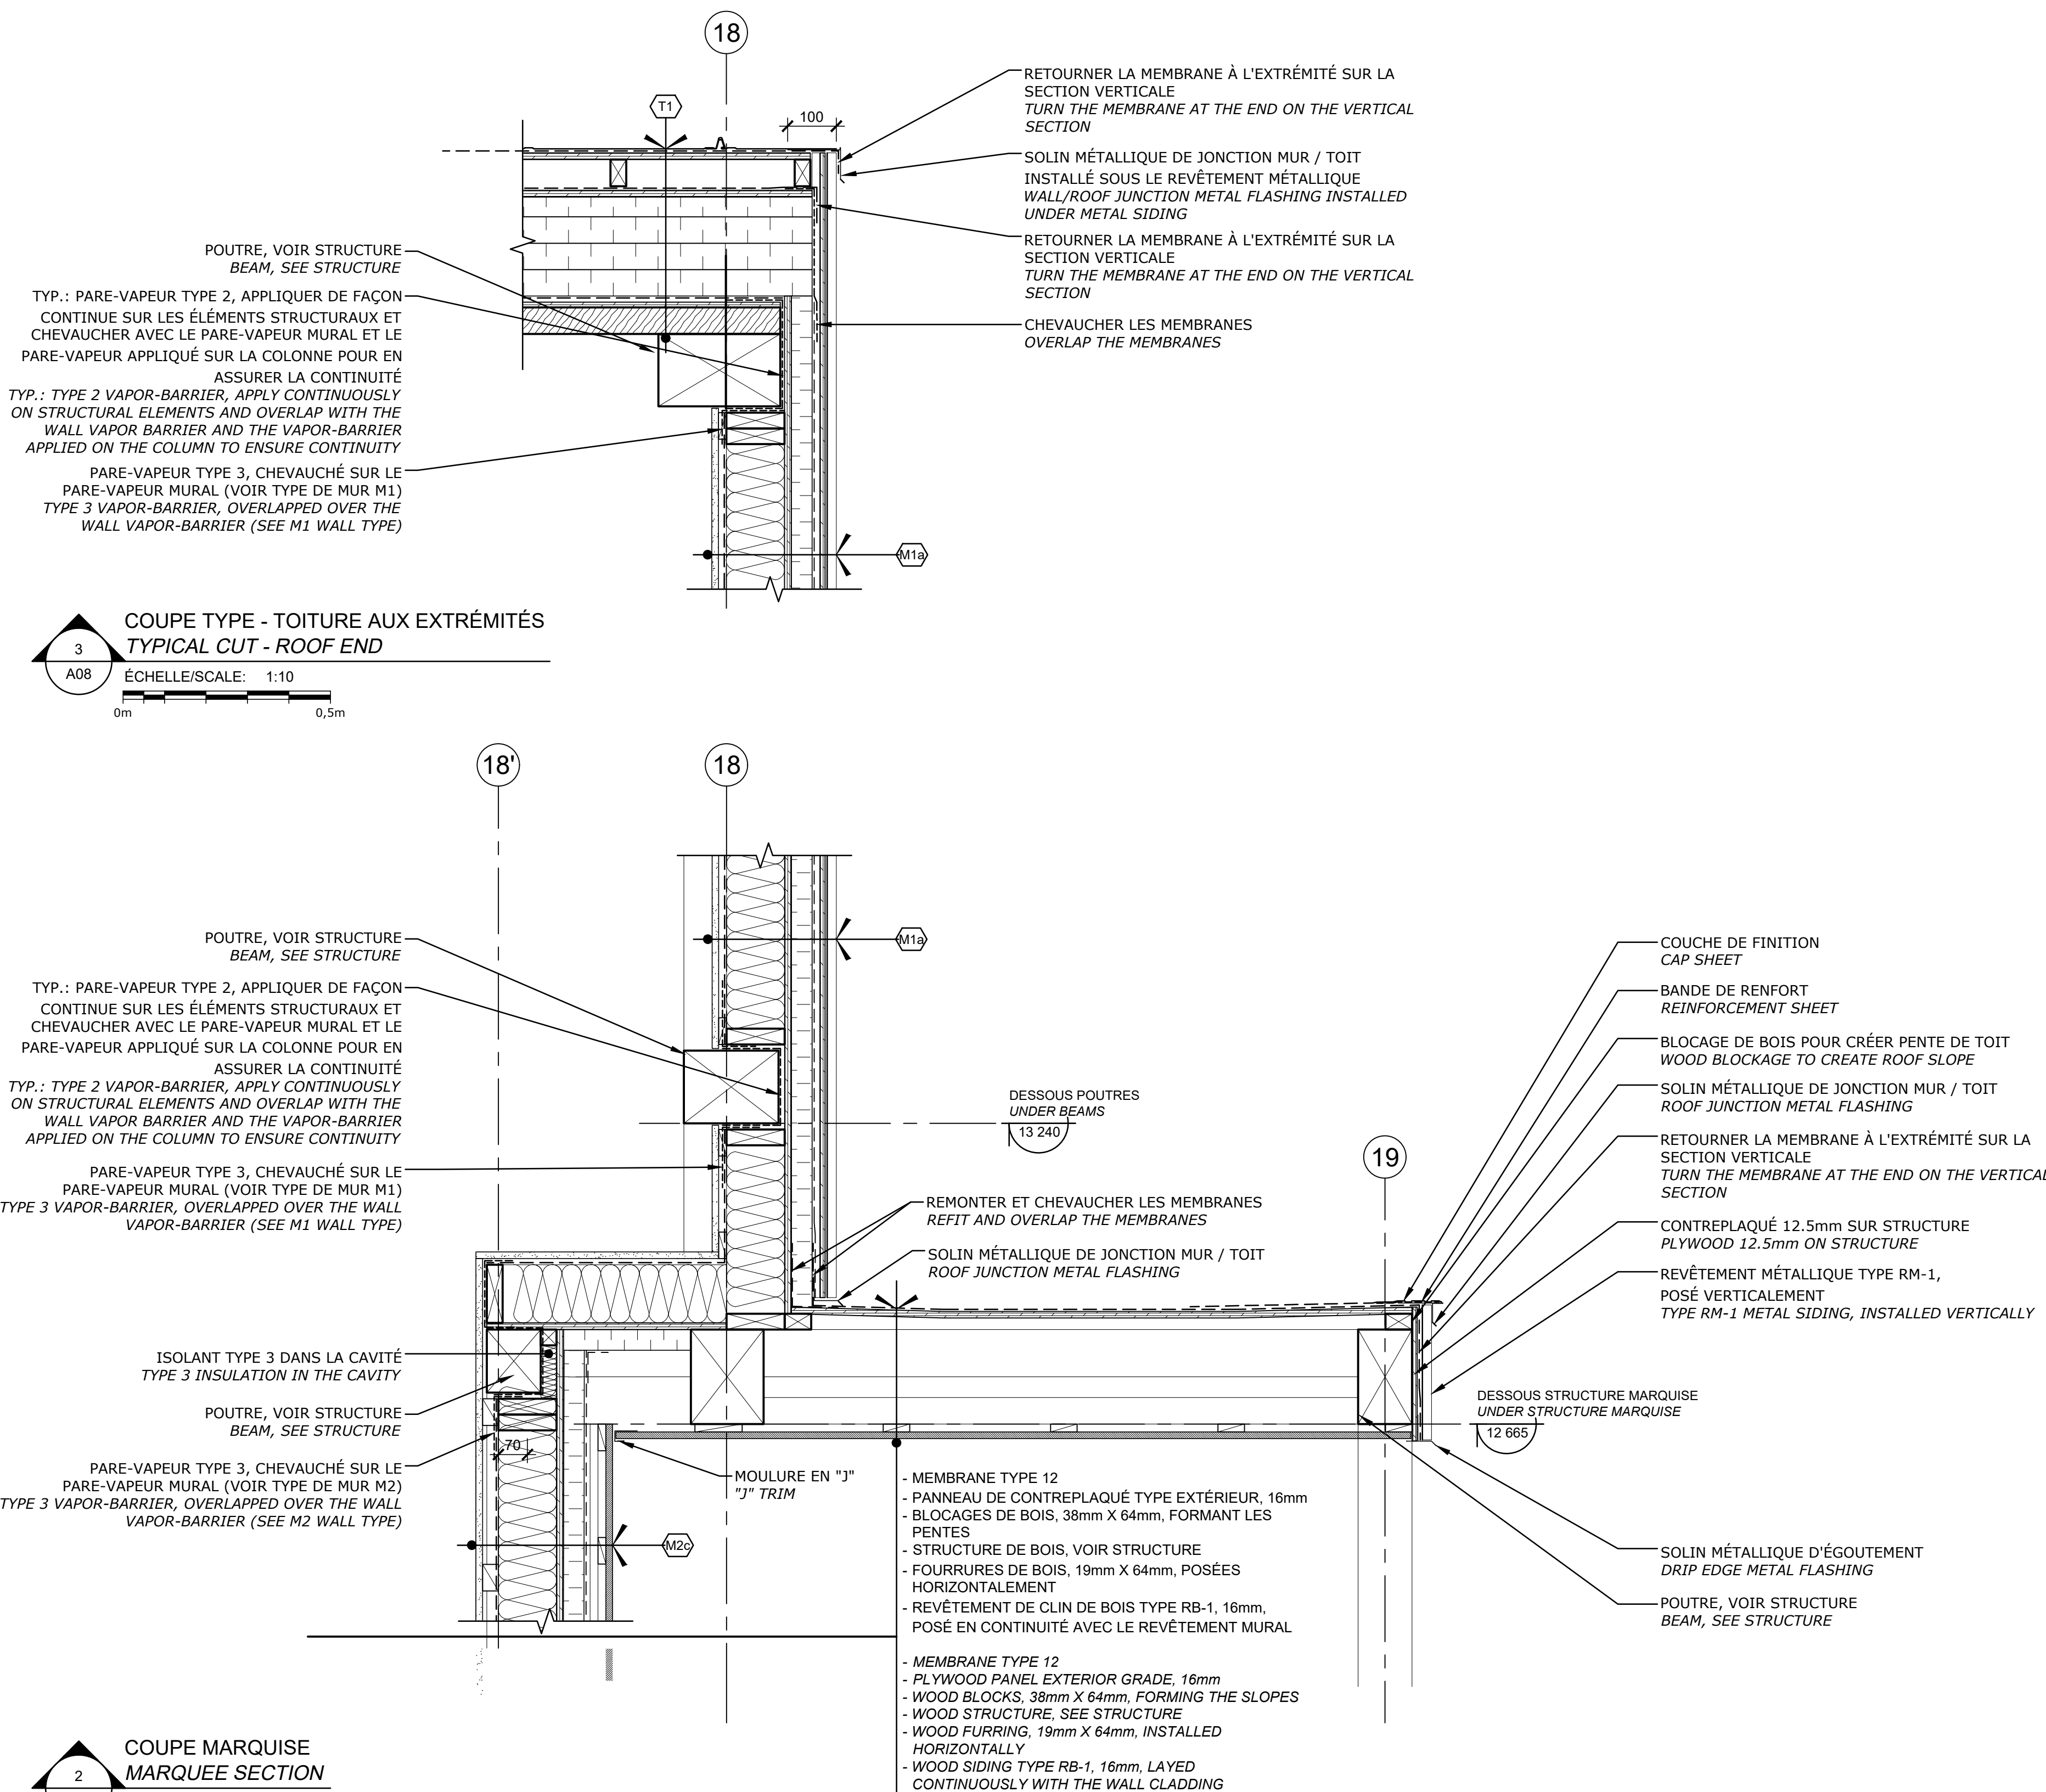 18
T1
100
RETOURNER LA MEMBRANE À L'EXTRÉMITÉ SUR LA
SECTION VERTICALE
TURN THE MEMBRANE AT THE END ON THE VERTICAL
SECTION
SOLIN MÉTALLIQUE DE JONCTION MUR / TOIT
INSTALLÉ SOUS LE REVÊTEMENT MÉTALLIQUE
WALL/ROOF JUNCTION METAL FLASHING INSTALLED
UNDER METAL SIDING
RETOURNER LA MEMBRANE À L'EXTRÉMITÉ SUR LA
SECTION VERTICALE
TURN THE MEMBRANE AT THE END ON THE VERTICAL
SECTION
CHEVAUCHER LES MEMBRANES
OVERLAP THE MEMBRANES
POUTRE, VOIR STRUCTURE
BEAM, SEE STRUCTURE
TYP.: PARE-VAPEUR TYPE 2, APPLIQUER DE FAÇON
CONTINUE SUR LES ÉLÉMENTS STRUCTURAUX ET
CHEVAUCHER AVEC LE PARE-VAPEUR MURAL ET LE
PARE-VAPEUR APPLIQUÉ SUR LA COLONNE POUR EN
ASSURER LA CONTINUITÉ
TYP.: TYPE 2 VAPOR-BARRIER, APPLY CONTINUOUSLY
ON STRUCTURAL ELEMENTS AND OVERLAP WITH THE
WALL VAPOR BARRIER AND THE VAPOR-BARRIER
APPLIED ON THE COLUMN TO ENSURE CONTINUITY
PARE-VAPEUR TYPE 3, CHEVAUCHÉ SUR LE
PARE-VAPEUR MURAL (VOIR TYPE DE MUR M1)
TYPE 3 VAPOR-BARRIER, OVERLAPPED OVER THE
WALL VAPOR-BARRIER (SEE M1 WALL TYPE)
M1a
3
A08
COUPE TYPE - TOITURE AUX EXTRÉMITÉS
TYPICAL CUT - ROOF END
ÉCHELLE/SCALE: 1:10
0m 0,5m
18'
18
M1a
POUTRE, VOIR STRUCTURE
BEAM, SEE STRUCTURE
TYP.: PARE-VAPEUR TYPE 2, APPLIQUER DE FAÇON
CONTINUE SUR LES ÉLÉMENTS STRUCTURAUX ET
CHEVAUCHER AVEC LE PARE-VAPEUR MURAL ET LE
PARE-VAPEUR APPLIQUÉ SUR LA COLONNE POUR EN
ASSURER LA CONTINUITÉ
TYP.: TYPE 2 VAPOR-BARRIER, APPLY CONTINUOUSLY
ON STRUCTURAL ELEMENTS AND OVERLAP WITH THE
WALL VAPOR BARRIER AND THE VAPOR-BARRIER
APPLIED ON THE COLUMN TO ENSURE CONTINUITY
PARE-VAPEUR TYPE 3, CHEVAUCHÉ SUR LE
PARE-VAPEUR MURAL (VOIR TYPE DE MUR M1)
TYPE 3 VAPOR-BARRIER, OVERLAPPED OVER THE WALL
VAPOR-BARRIER (SEE M1 WALL TYPE)
ISOLANT TYPE 3 DANS LA CAVITÉ
TYPE 3 INSULATION IN THE CAVITY
POUTRE, VOIR STRUCTURE
BEAM, SEE STRUCTURE
PARE-VAPEUR TYPE 3, CHEVAUCHÉ SUR LE
PARE-VAPEUR MURAL (VOIR TYPE DE MUR M2)
TYPE 3 VAPOR-BARRIER, OVERLAPPED OVER THE WALL
VAPOR-BARRIER (SEE M2 WALL TYPE)
70
M2c
DESSOUS POUTRES
UNDER BEAMS
13 240
REMONTER ET CHEVAUCHER LES MEMBRANES
REFIT AND OVERLAP THE MEMBRANES
SOLIN MÉTALLIQUE DE JONCTION MUR / TOIT
ROOF JUNCTION METAL FLASHING
19
COUCHE DE FINITION
CAP SHEET
BANDE DE RENFORT
REINFORCEMENT SHEET
BLOCAGE DE BOIS POUR CRÉER PENTE DE TOIT
WOOD BLOCKAGE TO CREATE ROOF SLOPE
SOLIN MÉTALLIQUE DE JONCTION MUR / TOIT
ROOF JUNCTION METAL FLASHING
RETOURNER LA MEMBRANE À L'EXTRÉMITÉ SUR LA
SECTION VERTICALE
TURN THE MEMBRANE AT THE END ON THE VERTICAL
SECTION
CONTREPLAQUÉ 12.5mm SUR STRUCTURE
PLYWOOD 12.5mm ON STRUCTURE
REVÊTEMENT MÉTALLIQUE TYPE RM-1,
POSÉ VERTICALEMENT
TYPE RM-1 METAL SIDING, INSTALLED VERTICALLY
DESSOUS STRUCTURE MARQUISE
UNDER STRUCTURE MARQUISE
12 665
SOLIN MÉTALLIQUE D'ÉGOUTEMENT
DRIP EDGE METAL FLASHING
POUTRE, VOIR STRUCTURE
BEAM, SEE STRUCTURE
MOULURE EN "J"
"J" TRIM
- MEMBRANE TYPE 12
- PANNEAU DE CONTREPLAQUÉ TYPE EXTÉRIEUR, 16mm
- BLOCAGES DE BOIS, 38mm X 64mm, FORMANT LES
PENTES
- STRUCTURE DE BOIS, VOIR STRUCTURE
- FOURRURES DE BOIS, 19mm X 64mm, POSÉES
HORIZONTALEMENT
- REVÊTEMENT DE CLIN DE BOIS TYPE RB-1, 16mm,
POSÉ EN CONTINUITÉ AVEC LE REVÊTEMENT MURAL
- MEMBRANE TYPE 12
- PLYWOOD PANEL EXTERIOR GRADE, 16mm
- WOOD BLOCKS, 38mm X 64mm, FORMING THE SLOPES
- WOOD STRUCTURE, SEE STRUCTURE
- WOOD FURRING, 19mm X 64mm, INSTALLED
HORIZONTALLY
- WOOD SIDING TYPE RB-1, 16mm, LAYED
CONTINUOUSLY WITH THE WALL CLADDING
2
COUPE MARQUISE
MARQUEE SECTION